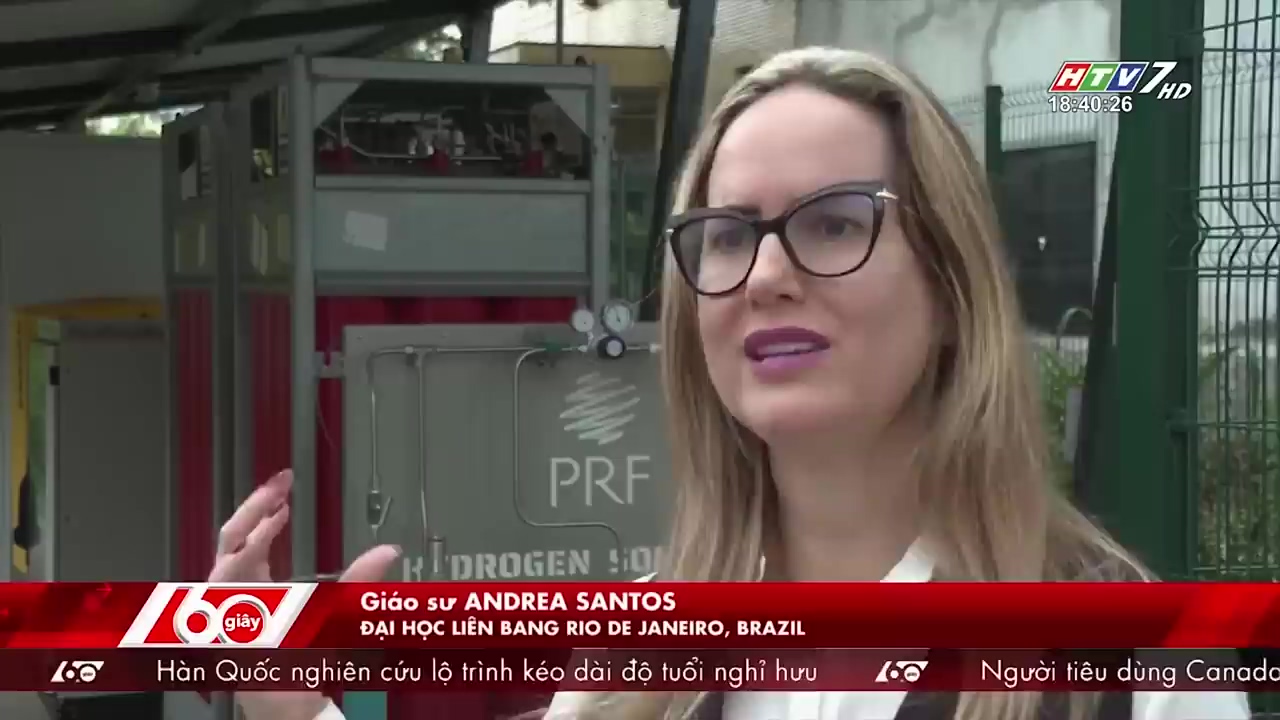 HTV7 HD
18:40:26
PRF
HYDROGEN
60 giây
Giáo sư ANDREA SANTOS
ĐẠI HỌC LIÊN BANG RIO DE JANEIRO, BRAZIL
Hàn Quốc nghiên cứu lộ trình kéo dài độ tuổi nghỉ hưu
Người tiêu dùng Canada